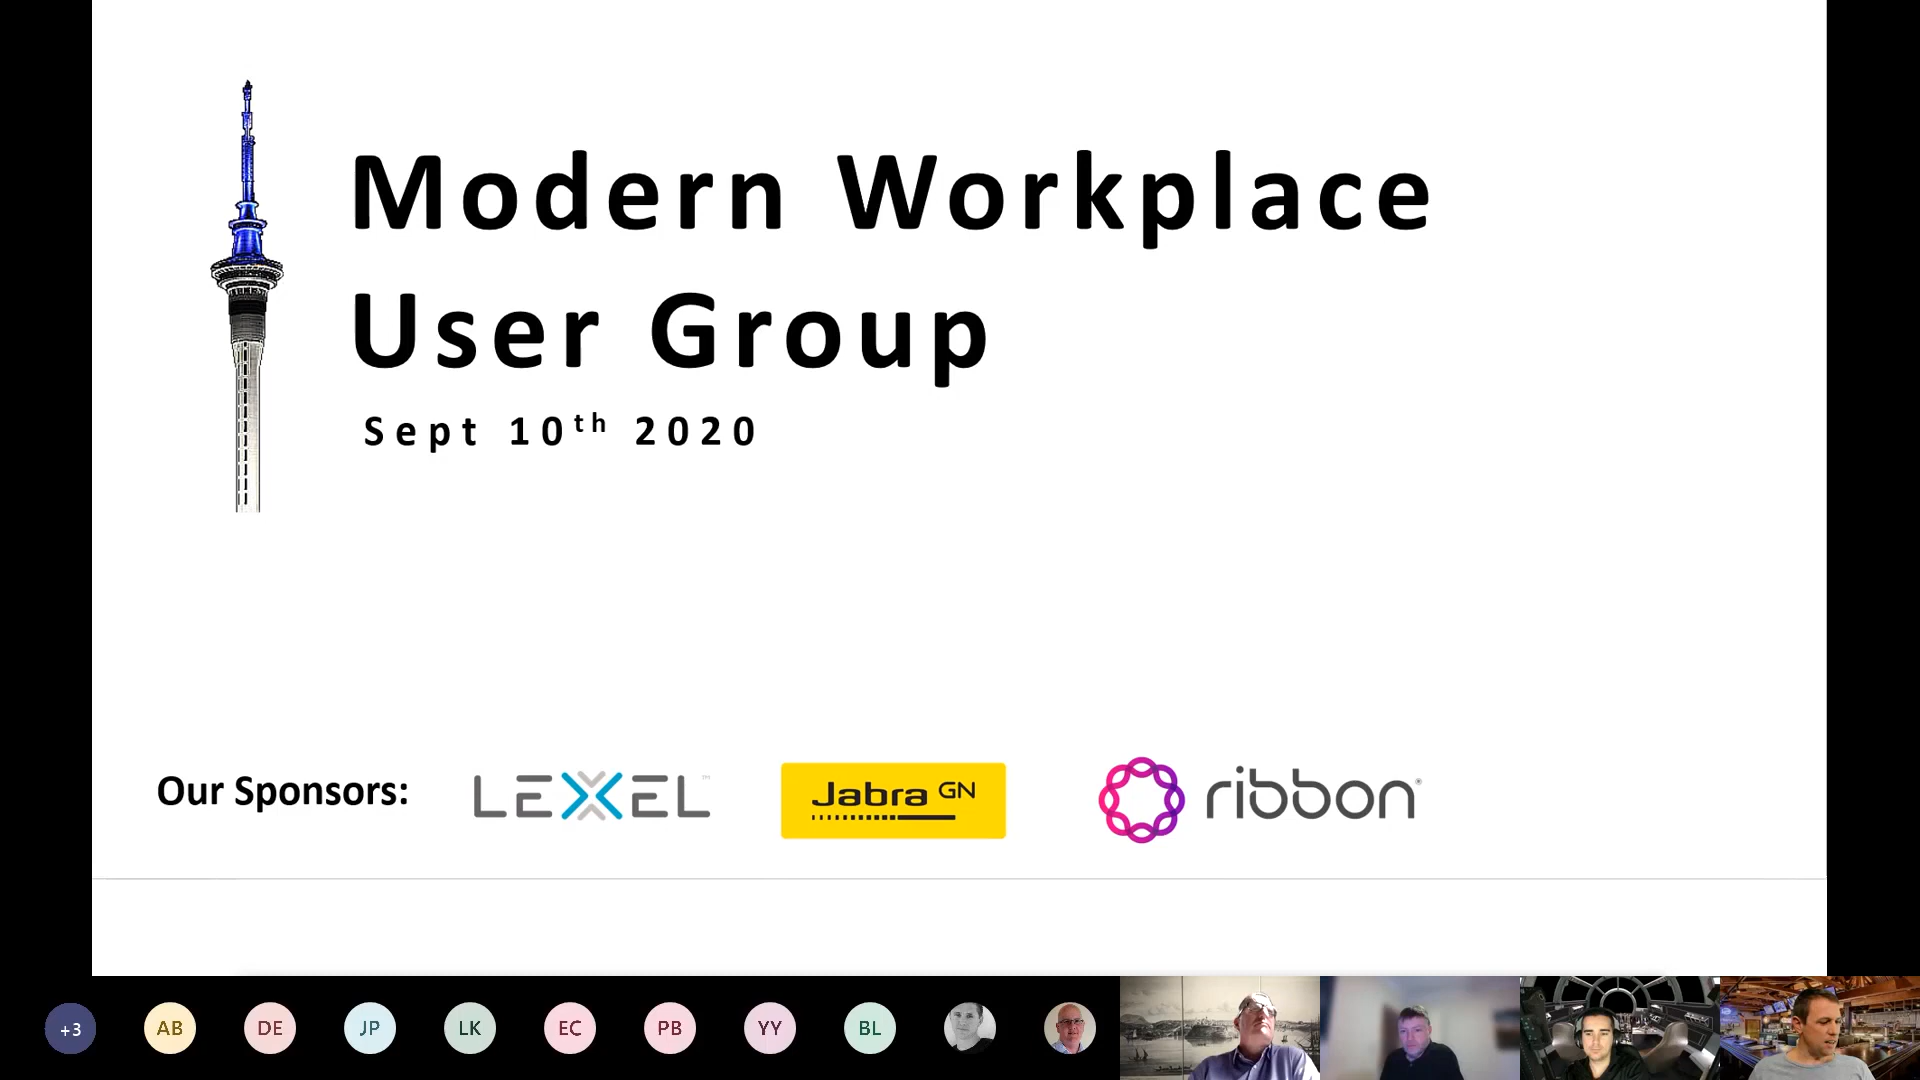 Modern Workplace
User Group
Sept 10th 2020
Our Sponsors:
LEXEL™
Jabra GN
ribbon®
+3
AB
DE
JP
LK
EC
PB
YY
BL